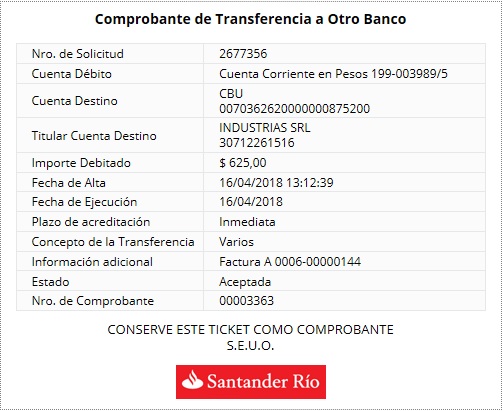 Comprobante de Transferencia a Otro Banco
Nro. de Solicitud 2677356
Cuenta Débito Cuenta Corriente en Pesos 199-003989/5
Cuenta Destino CBU
0070362620000000875200
Titular Cuenta Destino INDUSTRIAS SRL
30712261516
Importe Debitado $ 625,00
Fecha de Alta 16/04/2018 13:12:39
Fecha de Ejecución 16/04/2018
Plazo de acreditación Inmediata
Concepto de la Transferencia Varios
Información adicional Factura A 0006-00000144
Estado Aceptada
Nro. de Comprobante 00003363
CONSERVE ESTE TICKET COMO COMPROBANTE
S.E.U.O.
Santander Río